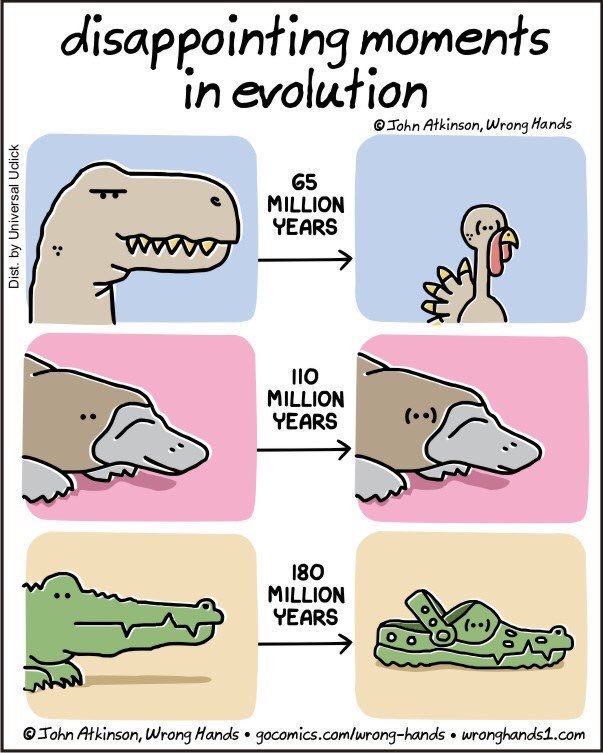 disappointing moments
in evolution
© John Atkinson, Wrong Hands
Dist. by Universal Uclick
65
MILLION
YEARS
110
MILLION
YEARS
180
MILLION
YEARS
© John Atkinson, Wrong Hands • gocomics.com/wrong-hands • wronghands1.com